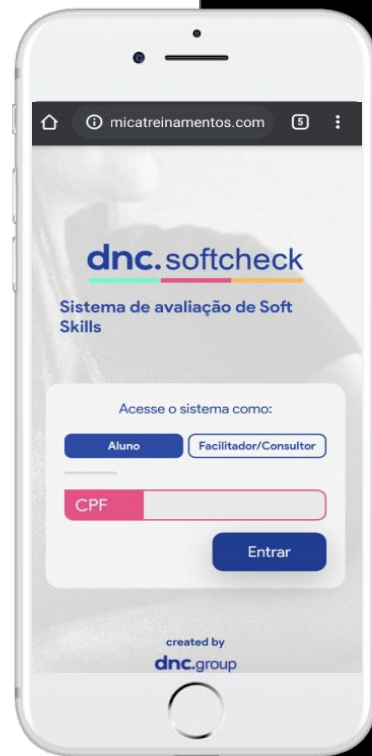 micatreinamentos.com 5
dnc.softcheck
Sistema de avaliação de Soft
Skills
Acesse o sistema como:
Aluno Facilitador/Consultor
CPF
Entrar
created by
dnc.group